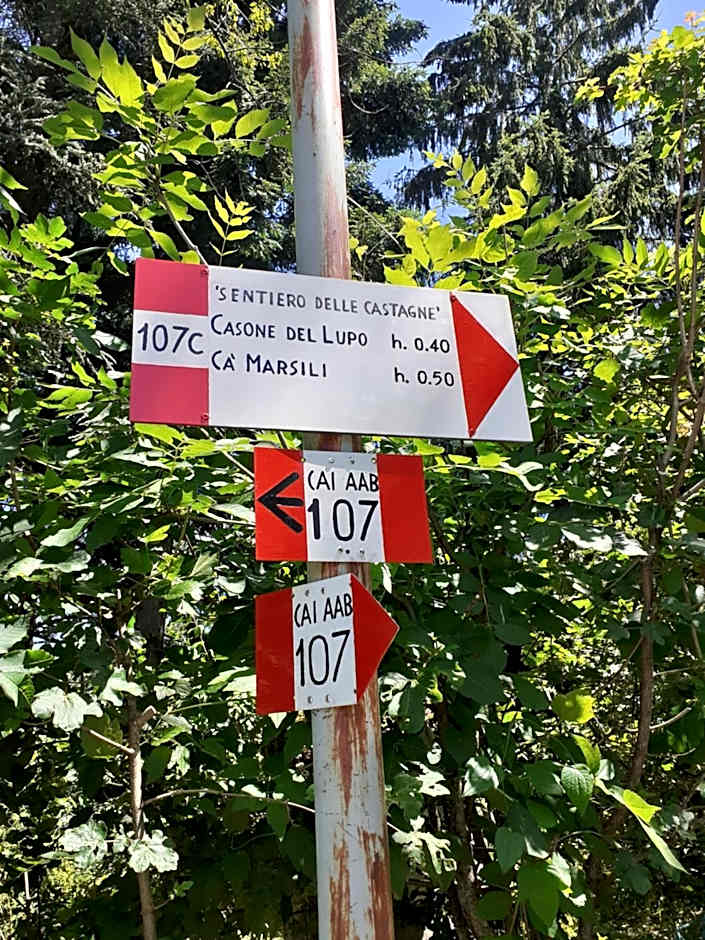 'SENTIERO DELLE CASTAGNE'
107C
CASONE DEL LUPO h. 0.40
CA' MARSILI h. 0.50
CAI AAB
107
CAI AAB
107